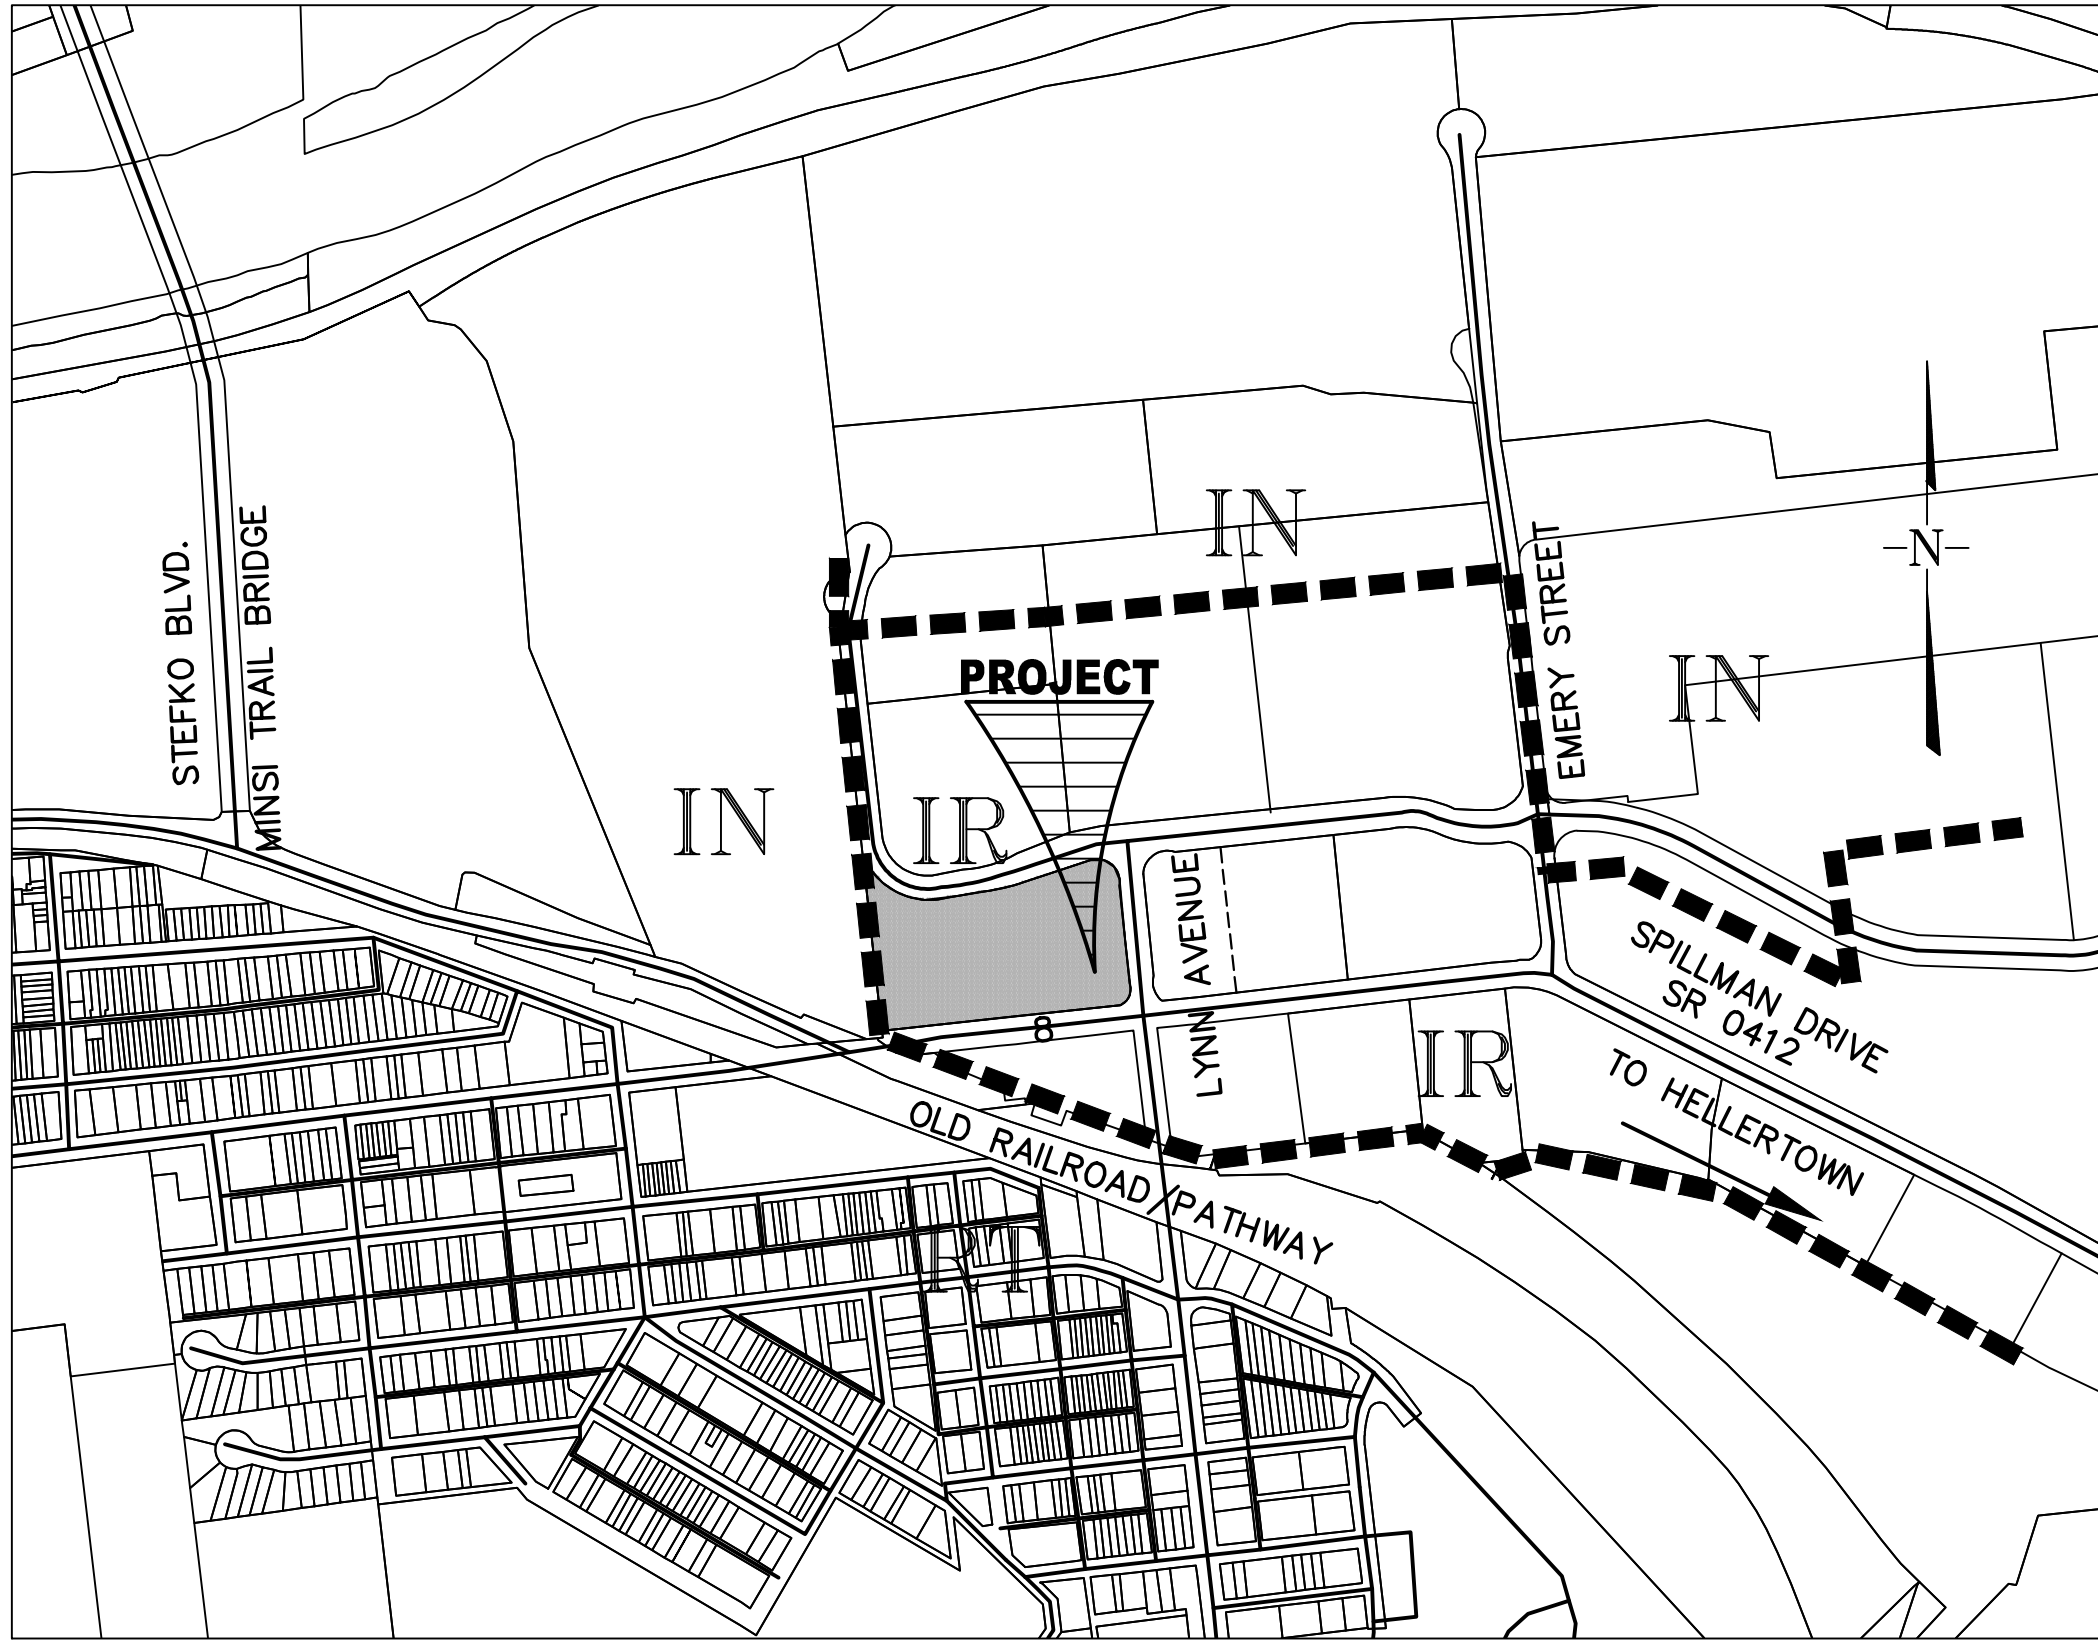 IN
N
STEFKO BLVD.
MINSI TRAIL BRIDGE
EMERY STREET
PROJECT
IN
IN
IR
LYNN AVENUE
SPILLMAN DRIVE
SR 0412
8
IR
TO HELLERTOWN
OLD RAILROAD/PATHWAY
RT